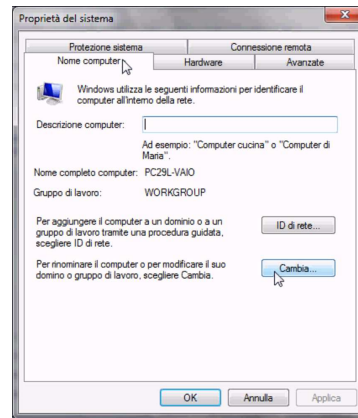 Proprietà del sistema
Protezione sistema
Connessione remota
Nome computer
Hardware
Avanzate
Windows utilizza le seguenti informazioni per identificare il
computer all'interno della rete.
Descrizione computer:
Ad esempio: "Computer cucina" o "Computer di
Maria".
Nome completo computer: PC29L-VAIO
Gruppo di lavoro: WORKGROUP
Per aggiungere il computer a un dominio o a un
gruppo di lavoro tramite una procedura guidata,
scegliere ID di rete.
ID di rete...
Per rinominare il computer o per modificare il suo
domino o gruppo di lavoro, scegliere Cambia.
Cambia...
OK
Annulla
Applica